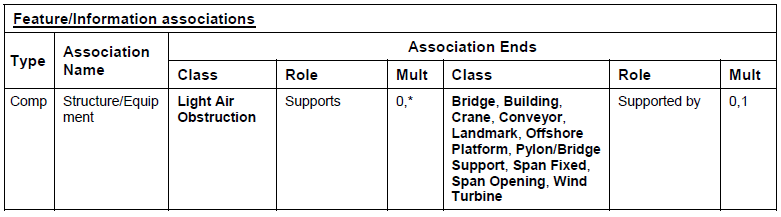 Feature/Information associations
Type
Association Name
Association Ends
Class
Role
Mult
Class
Role
Mult
Comp
Structure/Equip
ment
Light Air
Obstruction
Supports
0,*
Bridge, Building,
Crane, Conveyor,
Landmark, Offshore
Platform, Pylon/Bridge
Support, Span Fixed,
Span Opening, Wind
Turbine
Supported by
0,1